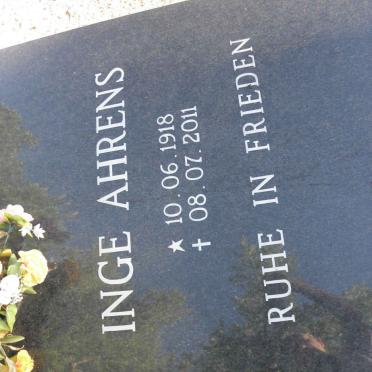 INGE AHRENS
★ 10.06.1918
✝ 08.07.2011
RUHE IN FRIEDEN